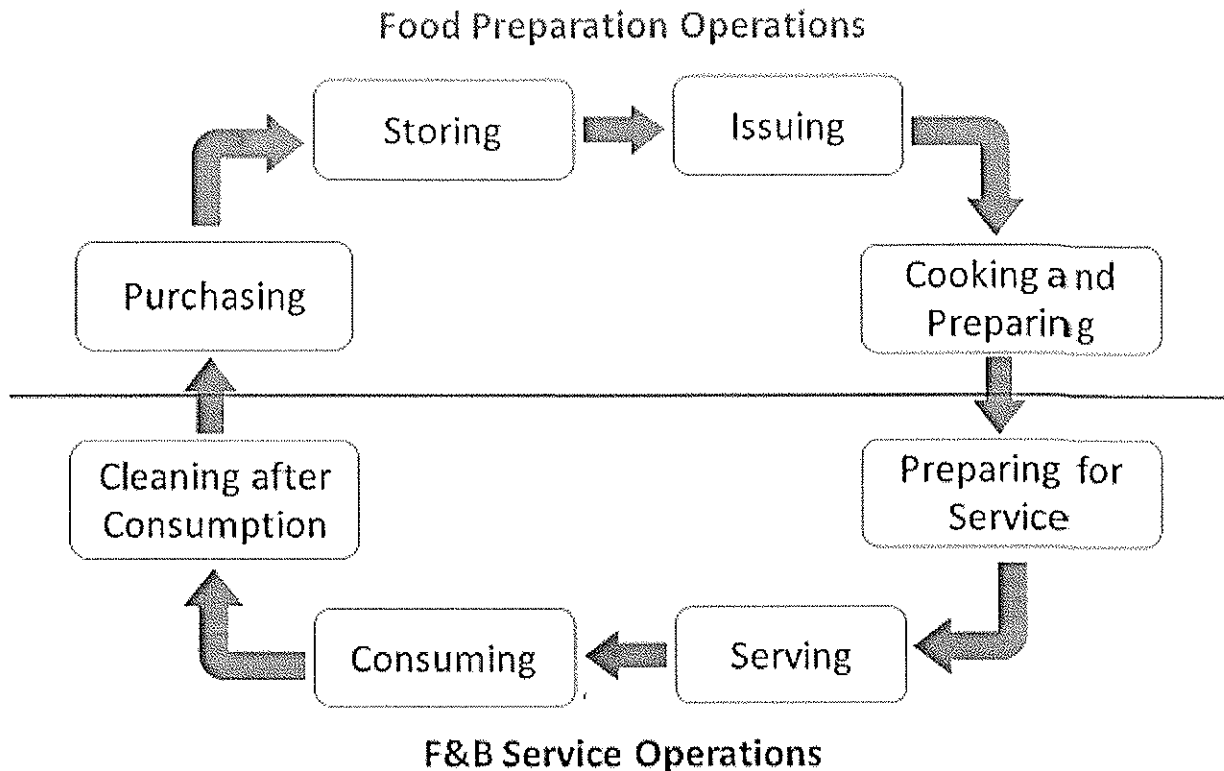 Food Preparation Operations
Storing
Issuing
Purchasing
Cooking and
Preparing
Cleaning after
Consumption
Preparing for
Service
Consuming
Serving
F&B Service Operations